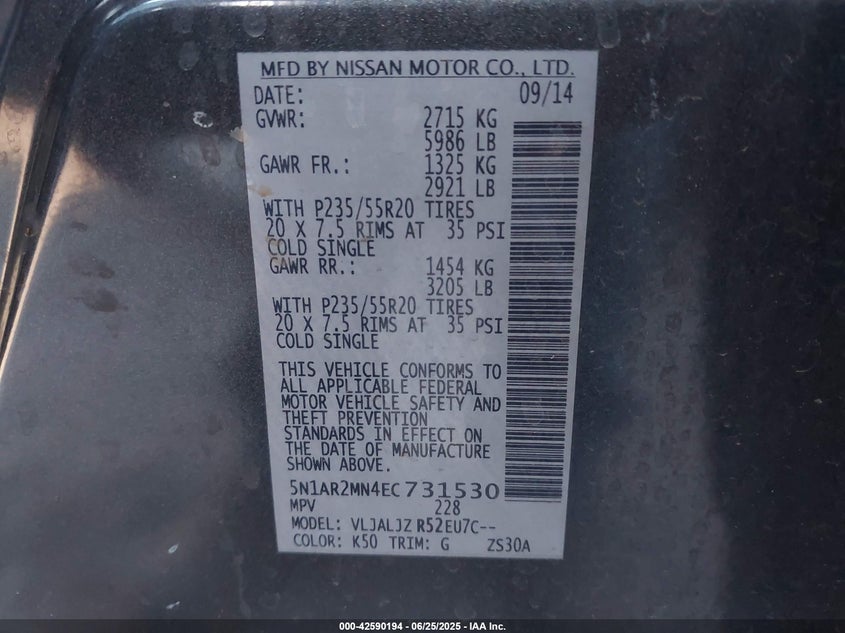 MFD BY NISSAN MOTOR CO., LTD.
DATE: 09/14
GVWR: 2715 KG
5986 LB
GAWR FR.: 1325 KG
2921 LB
WITH P235/55R20 TIRES
20 X 7.5 RIMS AT 35 PSI
COLD SINGLE
GAWR RR.: 1454 KG
3205 LB
WITH P235/55R20 TIRES
20 X 7.5 RIMS AT 35 PSI
COLD SINGLE
THIS VEHICLE CONFORMS TO
ALL APPLICABLE FEDERAL
MOTOR VEHICLE SAFETY AND
THEFT PREVENTION
STANDARDS IN EFFECT ON
THE DATE OF MANUFACTURE
SHOWN ABOVE.
5N1AR2MN4EC731530
MPV 228
MODEL: VLJALJZ R52EU7C--
COLOR: K50 TRIM: G ZS30A
000-42590194 - 06/25/2025 - IAA Inc.